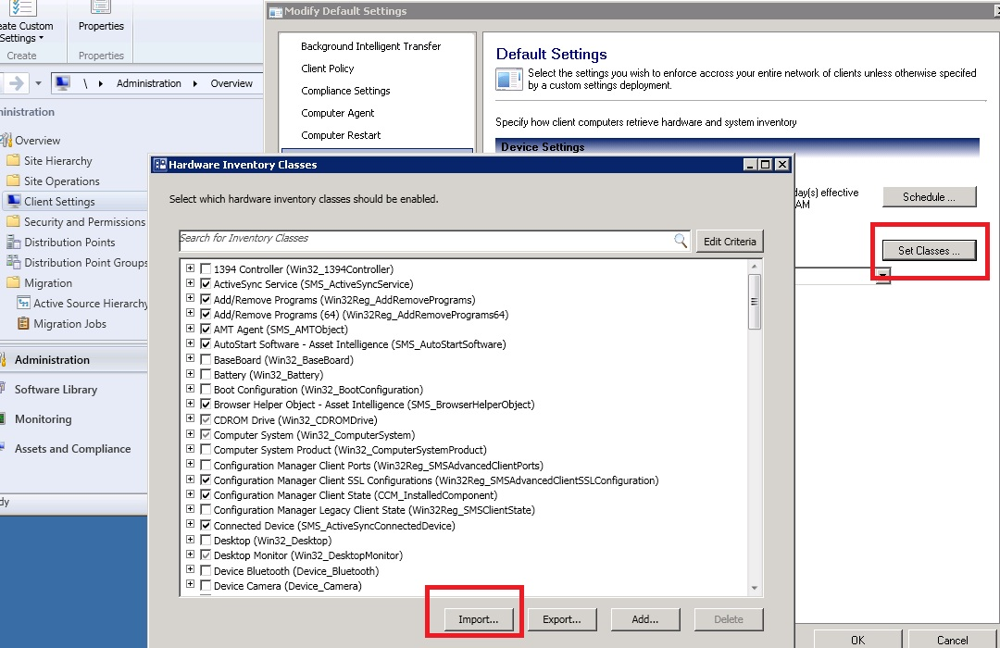 eate Custom
Settings
Create
Properties
Properties
\ Administration Overview
ministration
Overview
Site Hierarchy
Site Operations
Client Settings
Security and Permissions
Distribution Points
Distribution Point Groups
Migration
Active Source Hierarchy
Migration Jobs
Administration
Software Library
Monitoring
Assets and Compliance
dy
Modify Default Settings
Background Intelligent Transfer
Client Policy
Compliance Settings
Computer Agent
Computer Restart
Default Settings
Select the settings you wish to enforce accross your entire network of clients unless otherwise specifed
by a custom settings deployment.
Specify how client computers retrieve hardware and system inventory
Device Settings
day(s) effective
AM
Schedule ...
Set Classes ...
Hardware Inventory Classes
Select which hardware inventory classes should be enabled.
Search for Inventory Classes
Edit Criteria
1394 Controller (Win32_1394Controller)
ActiveSync Service (SMS_ActiveSyncService)
Add/Remove Programs (Win32Reg_AddRemovePrograms)
Add/Remove Programs (64) (Win32Reg_AddRemovePrograms64)
AMT Agent (SMS_AMTObject)
AutoStart Software - Asset Intelligence (SMS_AutoStartSoftware)
BaseBoard (Win32_BaseBoard)
Battery (Win32_Battery)
Boot Configuration (Win32_BootConfiguration)
Browser Helper Object - Asset Intelligence (SMS_BrowserHelperObject)
CDROM Drive (Win32_CDROMDrive)
Computer System (Win32_ComputerSystem)
Computer System Product (Win32_ComputerSystemProduct)
Configuration Manager Client Ports (Win32Reg_SMSAdvancedClientPorts)
Configuration Manager Client SSL Configurations (Win32Reg_SMSAdvancedClientSSLConfiguration)
Configuration Manager Client State (CCM_InstalledComponent)
Configuration Manager Legacy Client State (Win32Reg_SMSClientState)
Connected Device (SMS_ActiveSyncConnectedDevice)
Desktop (Win32_Desktop)
Desktop Monitor (Win32_DesktopMonitor)
Device Bluetooth (Device_Bluetooth)
Device Camera (Device_Camera)
Import... Export... Add... Delete
OK Cancel